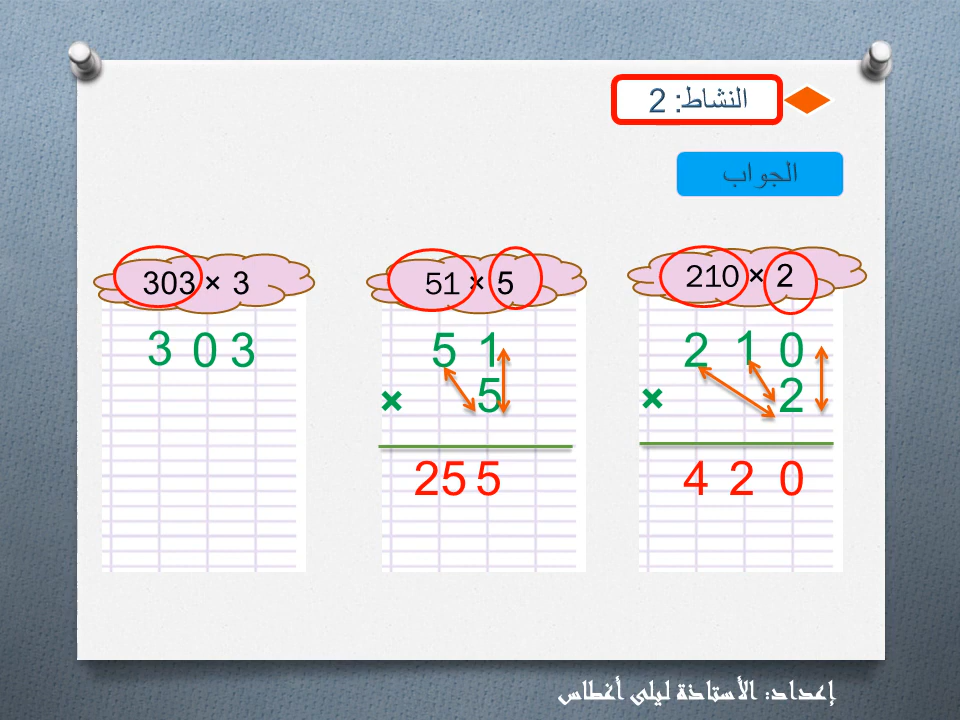 النشاط: 2
الجواب
210 × 2
2 1 0
× 2
4 2 0
51 × 5
5 1
× 5
25 5
303 × 3
3 0 3
إعداد: الأستاذة ليلى أغطاس